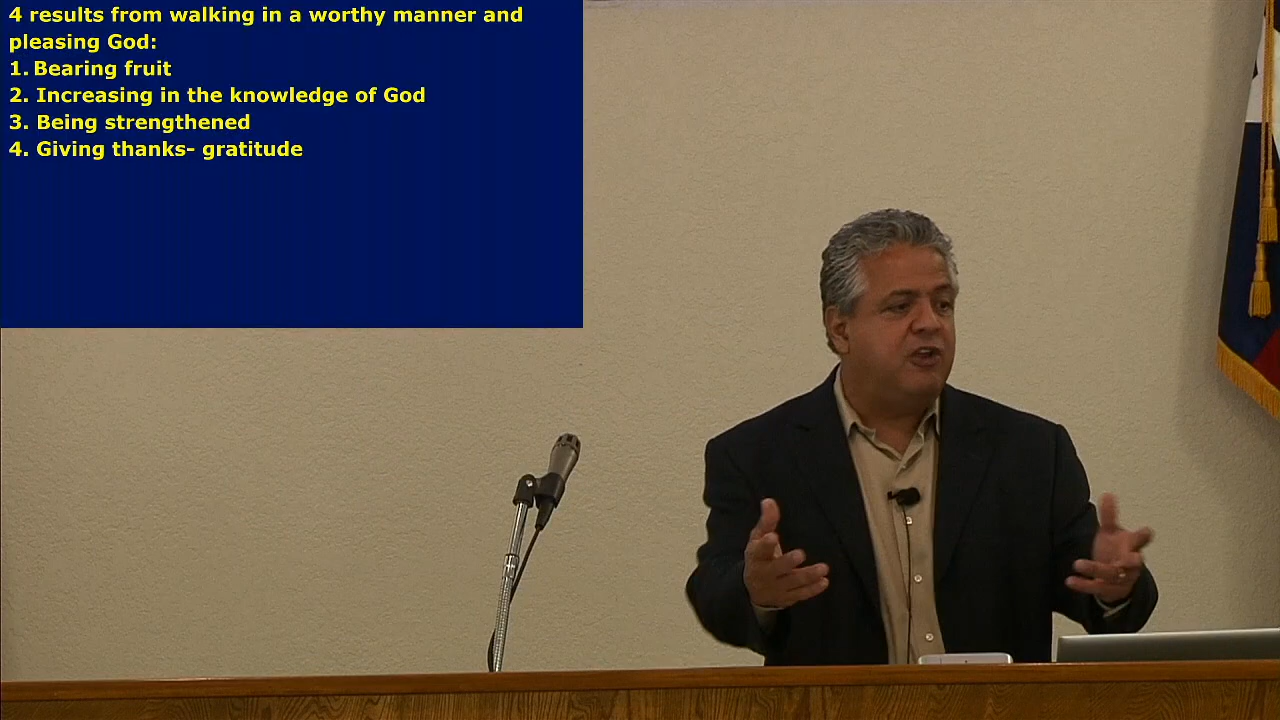 4 results from walking in a worthy manner and
pleasing God:
1. Bearing fruit
2. Increasing in the knowledge of God
3. Being strengthened
4. Giving thanks- gratitude